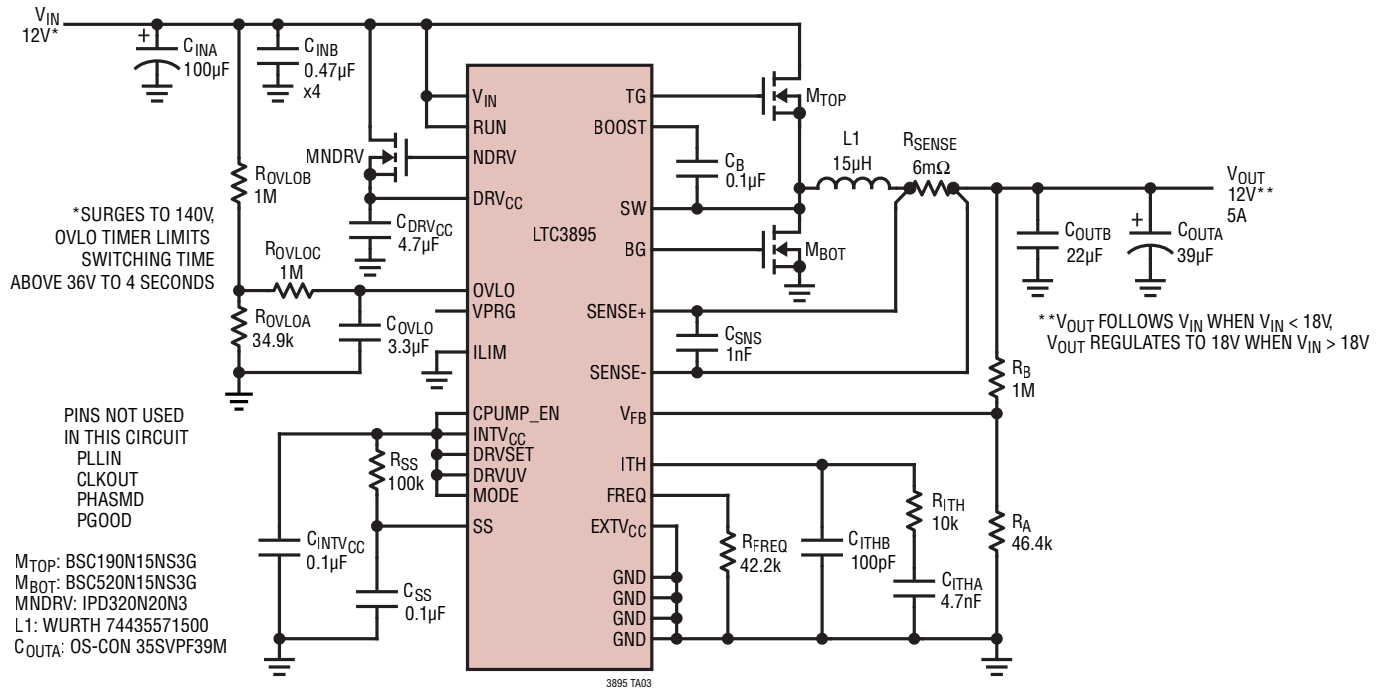 VIN
12V*
CINA
100µF
CINB
0.47µF
x4
MNDRV
ROVLOB
1M
*SURGES TO 140V,
OVLO TIMER LIMITS
SWITCHING TIME
ABOVE 36V TO 4 SECONDS
CDRVCC
4.7µF
ROVLOC
1M
ROVLOA
34.9k
COVLO
3.3µF
PINS NOT USED
IN THIS CIRCUIT
PLLIN
CLKOUT
PHASMD
PGOOD
RSS
100k
CINTVCC
0.1µF
CSS
0.1µF
MTOP: BSC190N15NS3G
MBOT: BSC520N15NS3G
MNDRV: IPD320N20N3
L1: WURTH 74435571500
COUTA: OS-CON 35SVPF39M
VIN
RUN
NDRV
DRVCC
OVLO
VPRG
ILIM
CPUMP_EN
INTVCC
DRVSET
DRVUV
MODE
SS
LTC3895
TG
BOOST
SW
BG
SENSE+
SENSE-
VFB
ITH
FREQ
EXTVCC
GND
GND
GND
GND
3895 TA03
MTOP
CB
0.1µF
L1
15µH
RSENSE
6mΩ
MBOT
CSNS
1nF
VOUT
12V**
5A
COUTB
22µF
COUTA
39µF
**VOUT FOLLOWS VIN WHEN VIN < 18V,
VOUT REGULATES TO 18V WHEN VIN > 18V
RB
1M
RFREQ
42.2k
CITHB
100pF
RITH
10k
CITHA
4.7nF
RA
46.4k